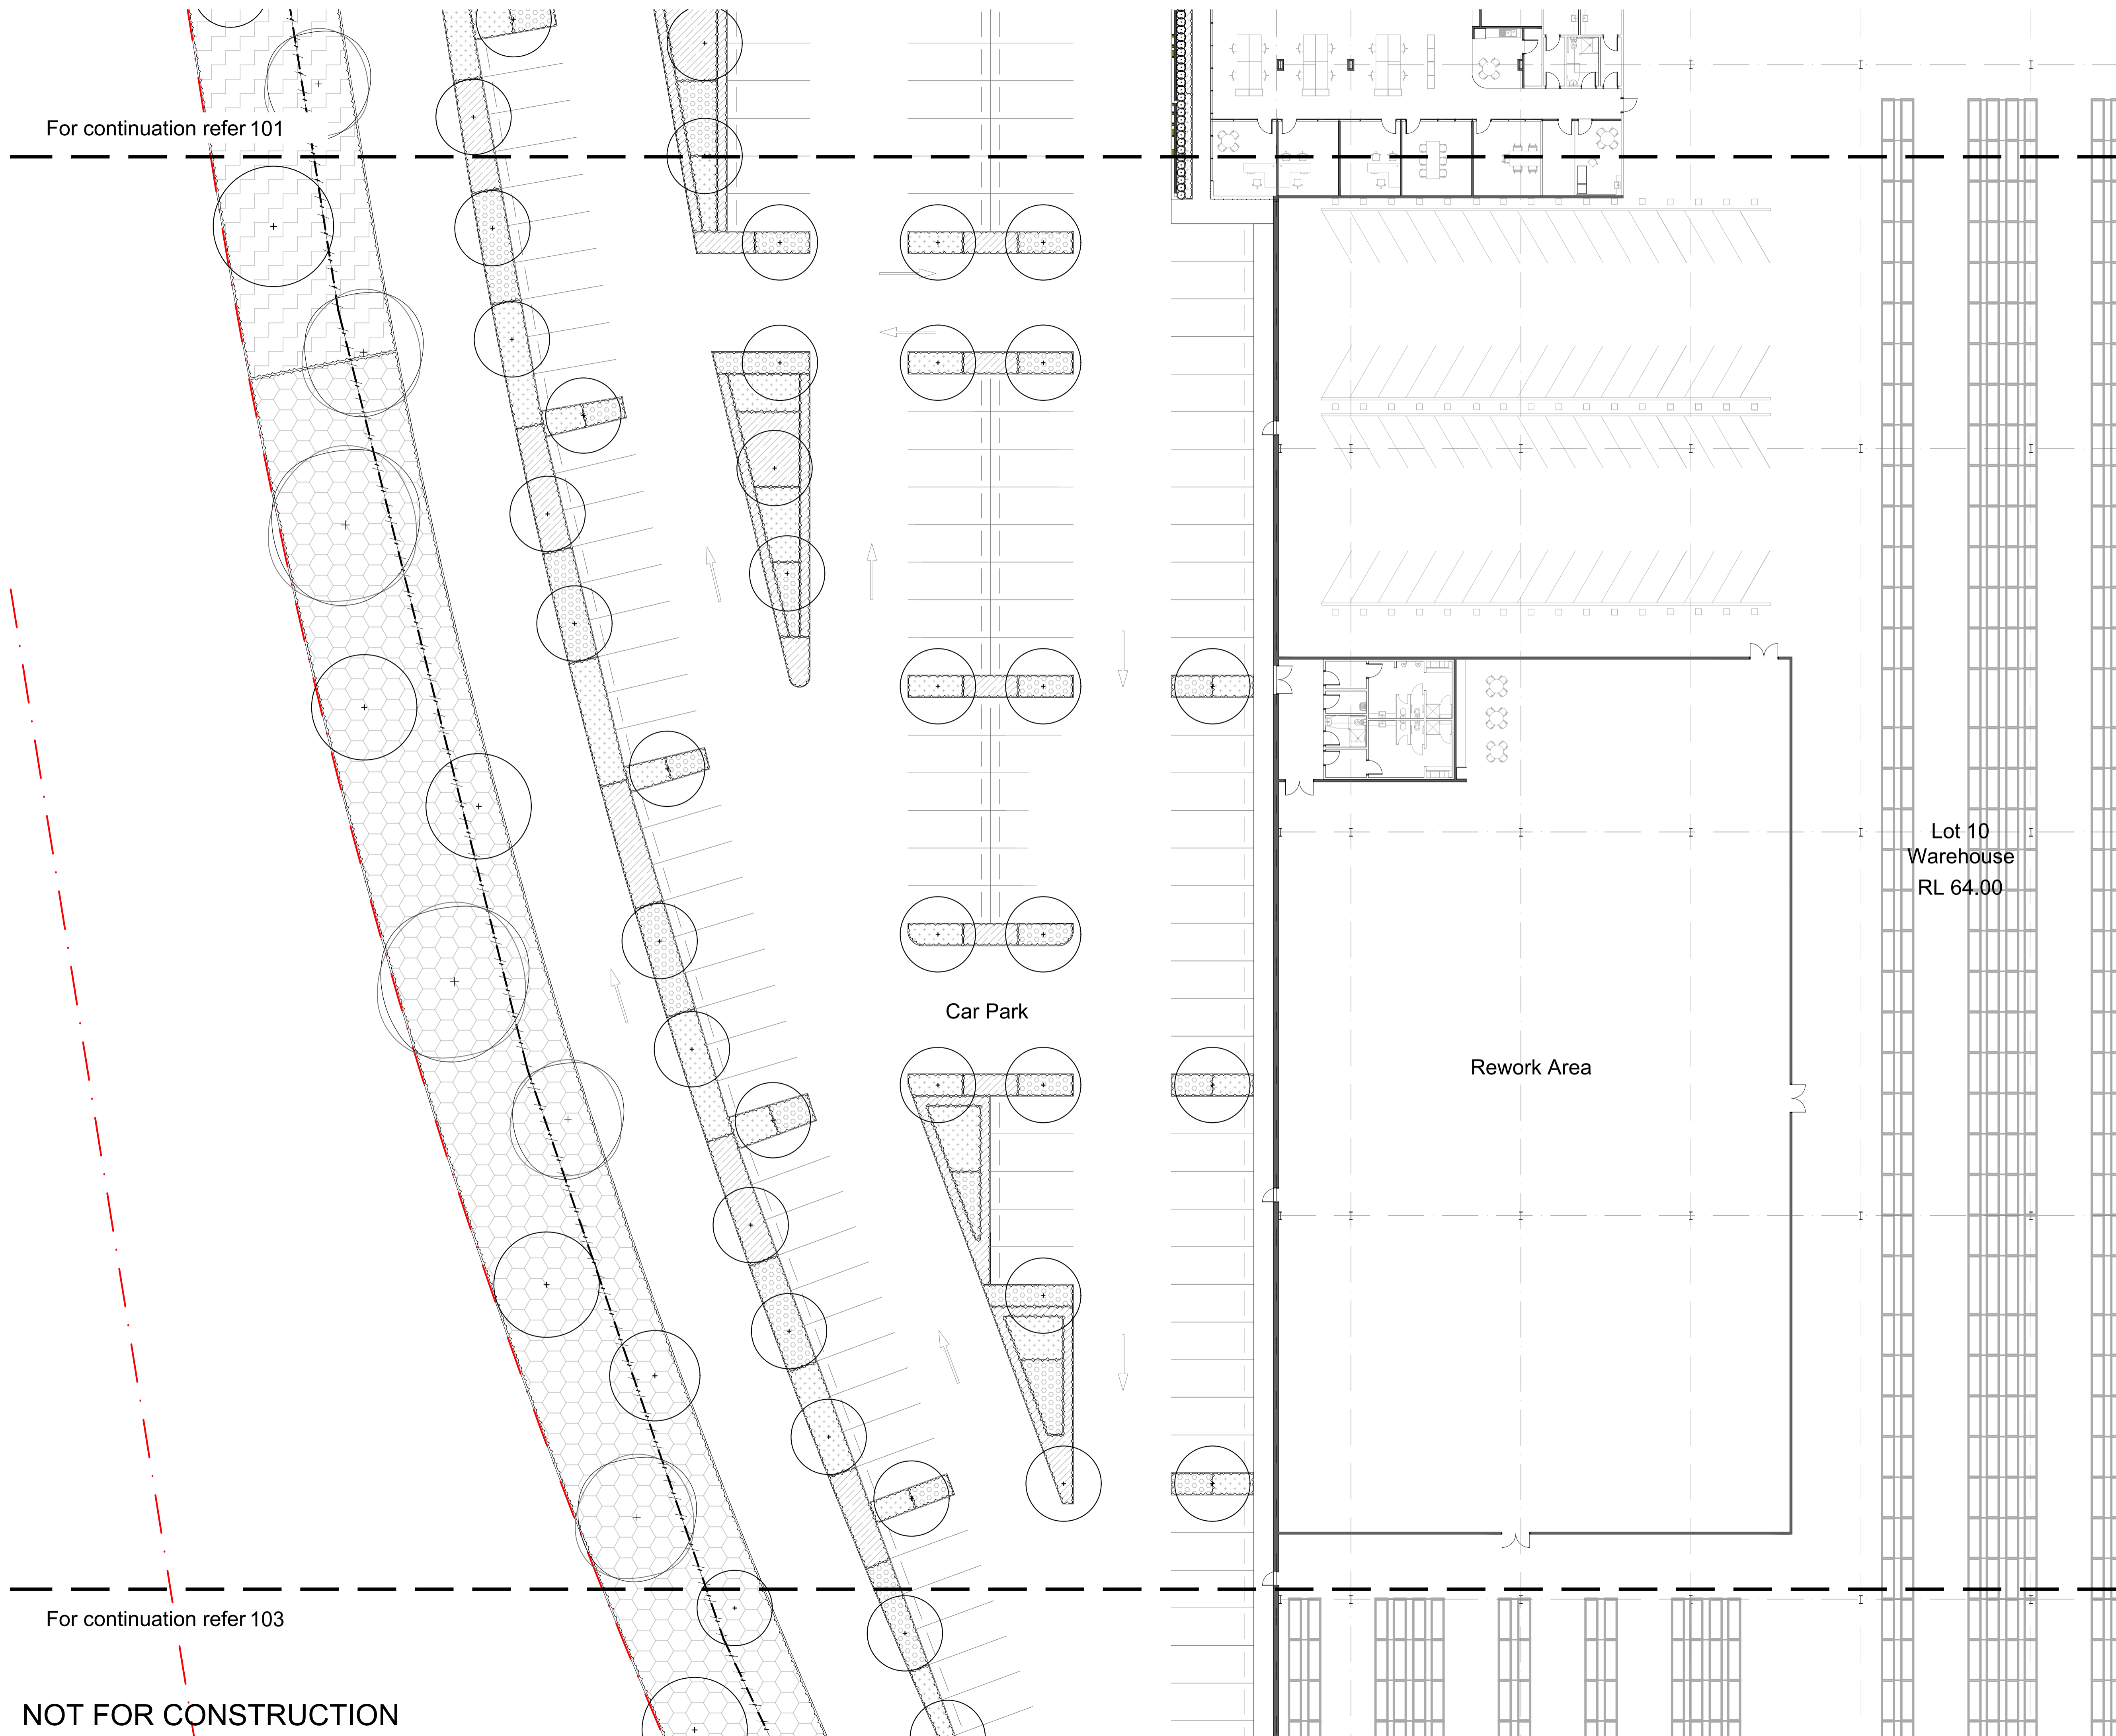 For continuation refer 101
Lot 10
Warehouse
RL 64.00
Car Park
Rework Area
For continuation refer 103
NOT FOR CONSTRUCTION